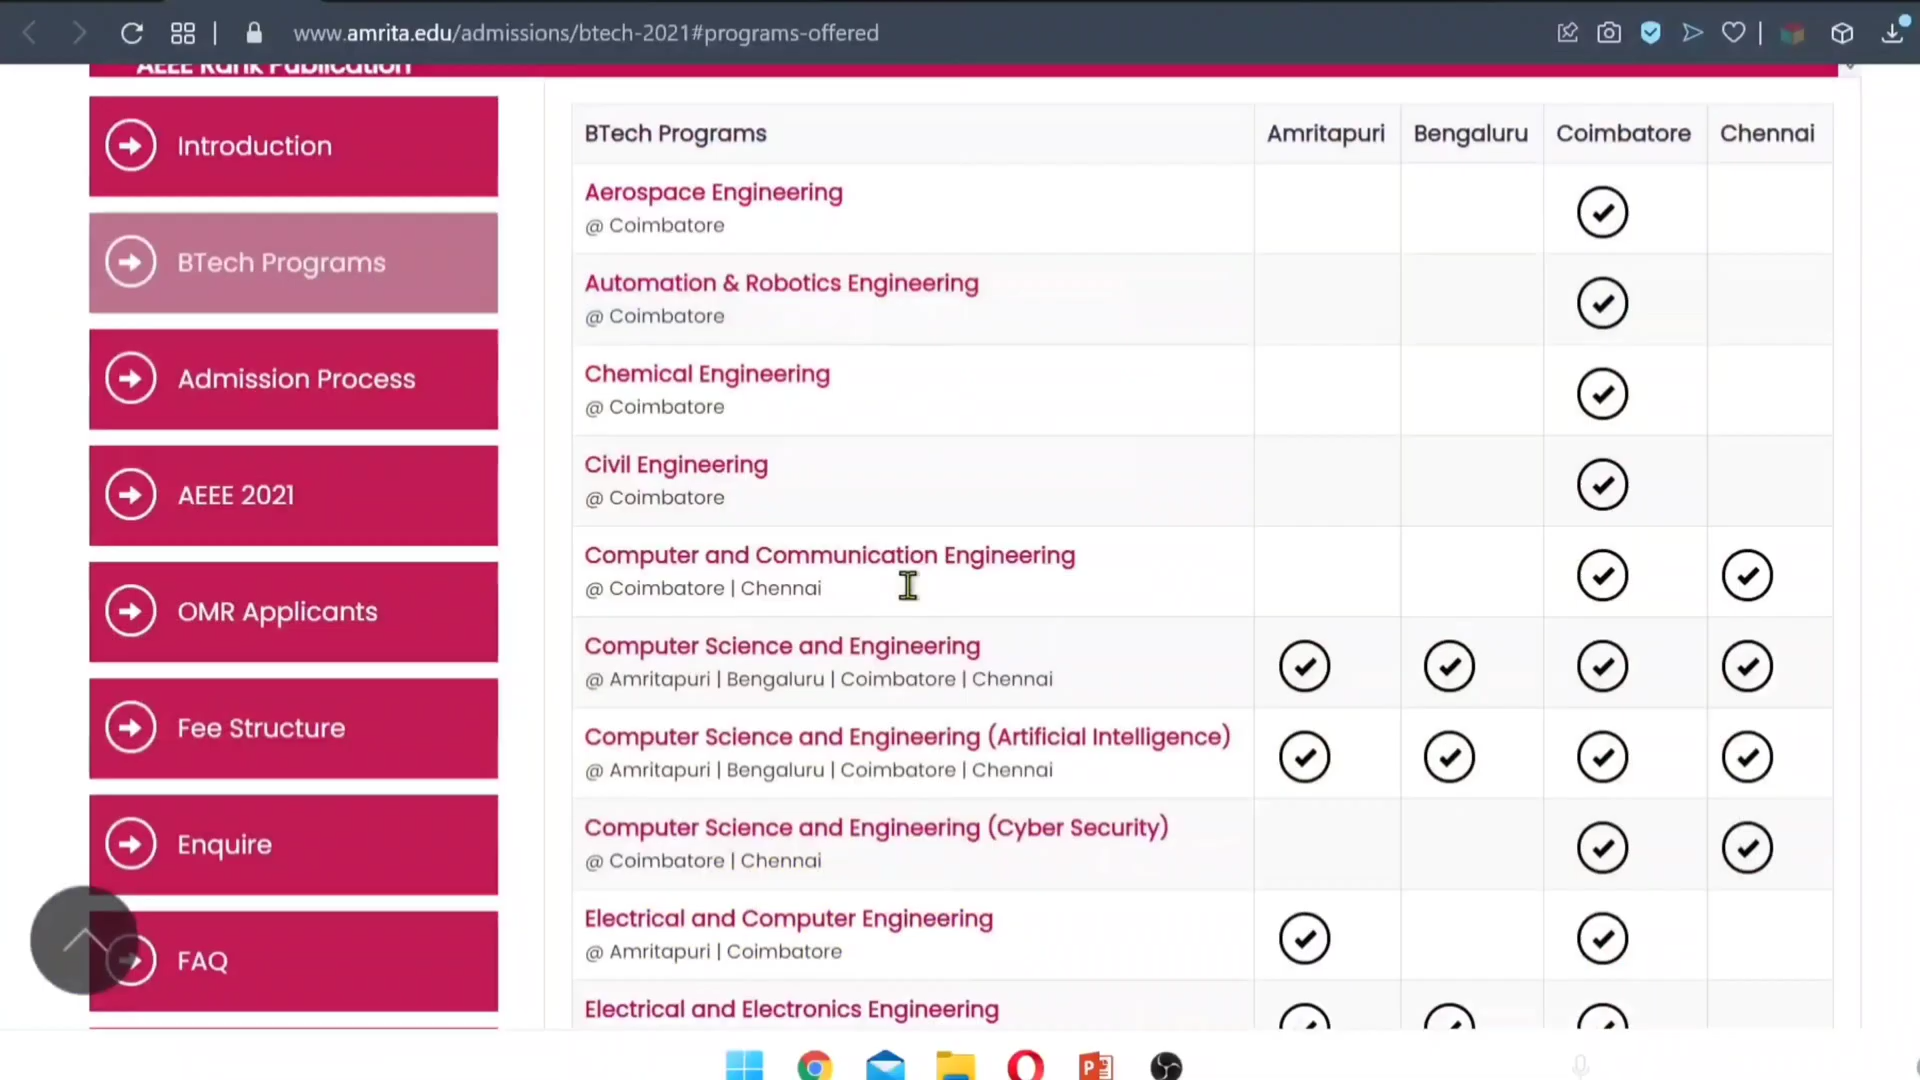 www.amrita.edu/admissions/btech-2021#programs-offered
AEEE Rank Publication
Introduction
BTech Programs
Admission Process
AEEE 2021
OMR Applicants
Fee Structure
Enquire
FAQ
BTech Programs Amritapuri Bengaluru Coimbatore Chennai
Aerospace Engineering
@ Coimbatore
Automation & Robotics Engineering
@ Coimbatore
Chemical Engineering
@ Coimbatore
Civil Engineering
@ Coimbatore
Computer and Communication Engineering
@ Coimbatore | Chennai
Computer Science and Engineering
@ Amritapuri | Bengaluru | Coimbatore | Chennai
Computer Science and Engineering (Artificial Intelligence)
@ Amritapuri | Bengaluru | Coimbatore | Chennai
Computer Science and Engineering (Cyber Security)
@ Coimbatore | Chennai
Electrical and Computer Engineering
@ Amritapuri | Coimbatore
Electrical and Electronics Engineering